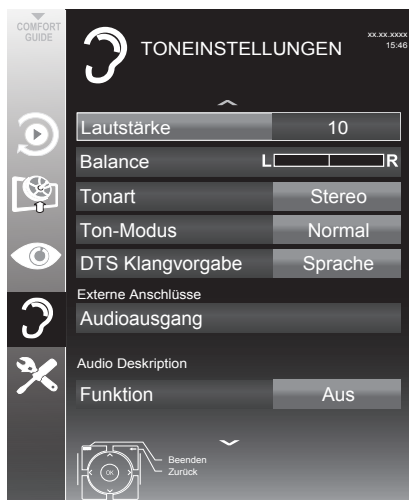 COMFORT
GUIDE
TONEINSTELLUNGEN
xx.xx.xxxx
15:46
Lautstärke 10
Balance L R
Tonart Stereo
Ton-Modus Normal
DTS Klangvorgabe Sprache
Externe Anschlüsse
Audioausgang
Audio Deskription
Funktion Aus
Beenden
Zurück
OK